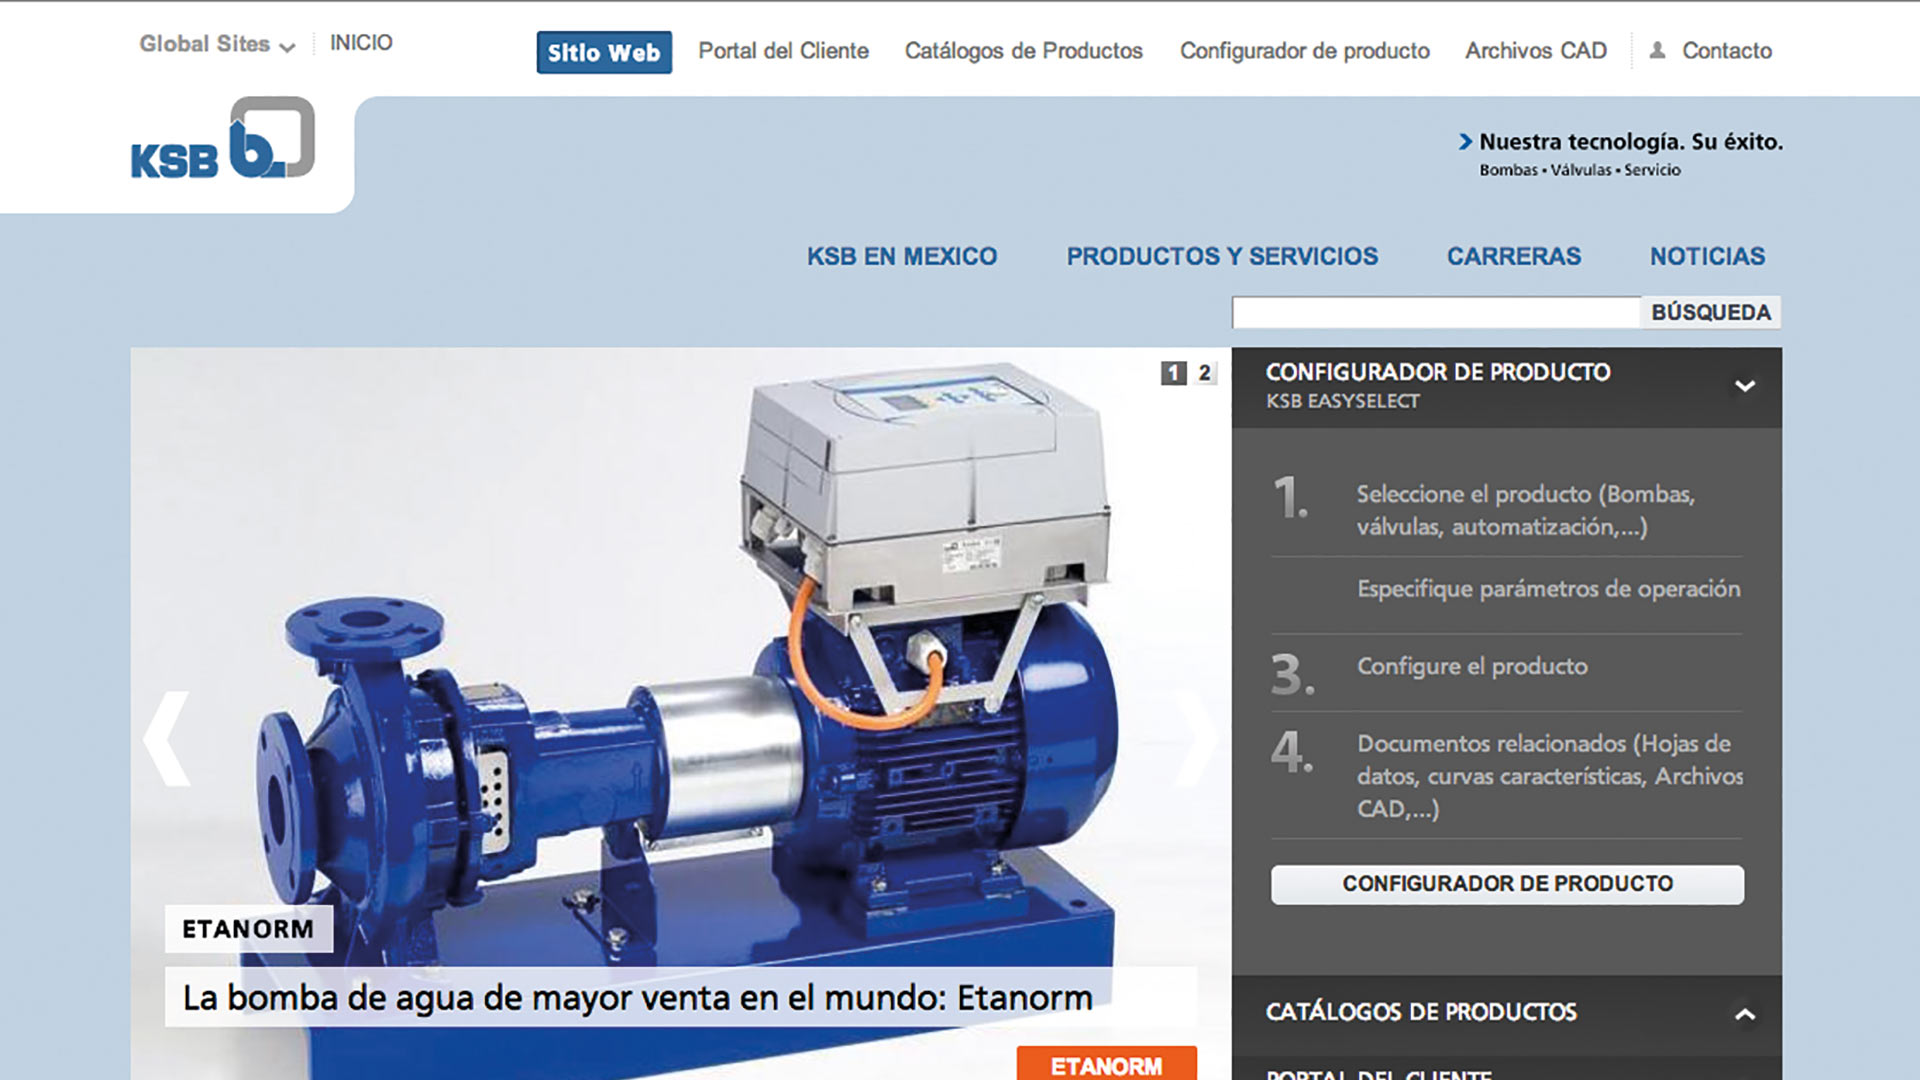 Global Sites
INICIO
Sitio Web
Portal del Cliente
Catálogos de Productos
Configurador de producto
Archivos CAD
Contacto
KSB b
Nuestra tecnología. Su éxito.
Bombas • Válvulas • Servicio
KSB EN MEXICO
PRODUCTOS Y SERVICIOS
CARRERAS
NOTICIAS
BÚSQUEDA
1 2
CONFIGURADOR DE PRODUCTO
KSB EASYSELECT
1. Seleccione el producto (Bombas,
válvulas, automatización,...)
Especifique parámetros de operación
3. Configure el producto
4. Documentos relacionados (Hojas de
datos, curvas características, Archivos
CAD,...)
CONFIGURADOR DE PRODUCTO
ETANORM
La bomba de agua de mayor venta en el mundo: Etanorm
ETANORM
CATÁLOGOS DE PRODUCTOS
PORTAL DEL CLIENTE